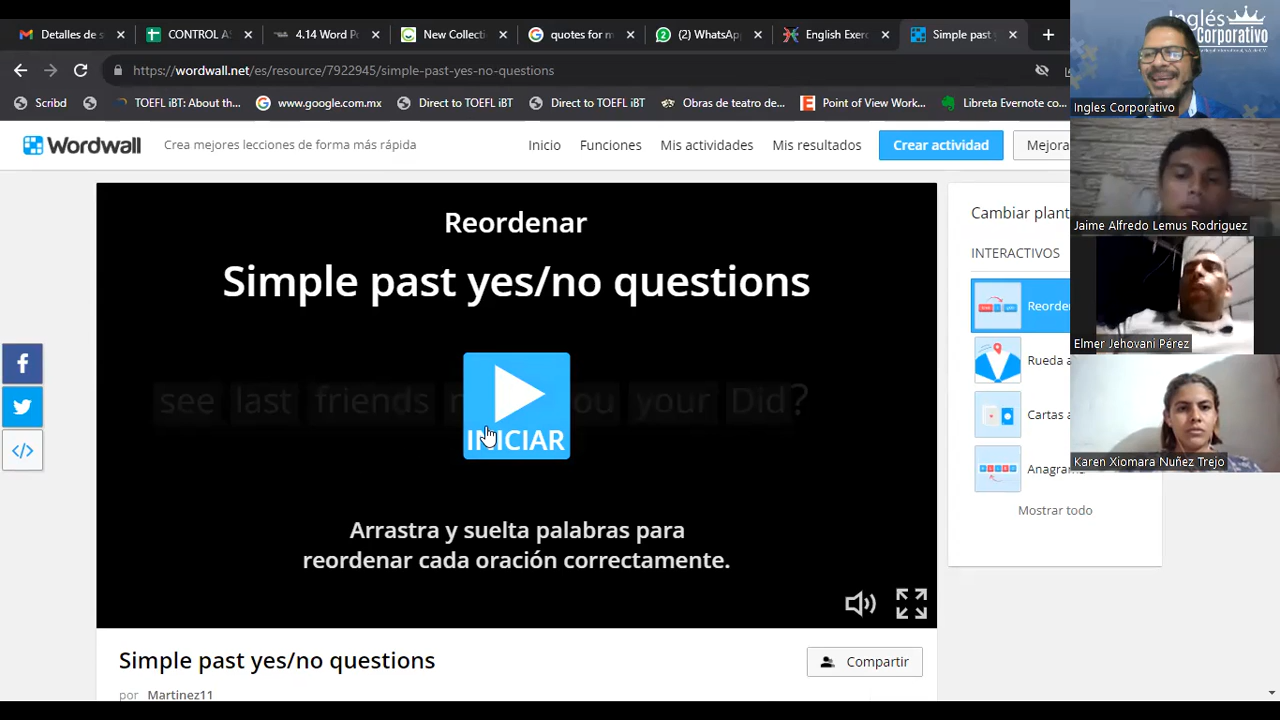 Detalles de s
CONTROL A
4.14 Word P
New Collecti
quotes for m
(2) WhatsAp
English Exerc
Simple past
https://wordwall.net/es/resource/7922945/simple-past-yes-no-questions
Scribd
TOEFL iBT: About th...
www.google.com.mx
Direct to TOEFL iBT
Direct to TOEFL iBT
Obras de teatro de...
Point of View Work...
Libreta Evernote co...
Wordwall
Crea mejores lecciones de forma más rápida
Inicio
Funciones
Mis actividades
Mis resultados
Crear actividad
Mejora
Reordenar
Simple past yes/no questions
see last friends you your Did?
INICIAR
Arrastra y suelta palabras para
reordenar cada oración correctamente.
Cambiar plant
INTERACTIVOS
Reorde
Rueda a
Cartas a
Anagra
Mostrar todo
Simple past yes/no questions
Compartir
por Martinez11
Inglés
Corporativo
Ingles Corporativo
Jaime Alfredo Lemus Rodriguez
Elmer Jehovani Pérez
Karen Xiomara Nuñez Trejo